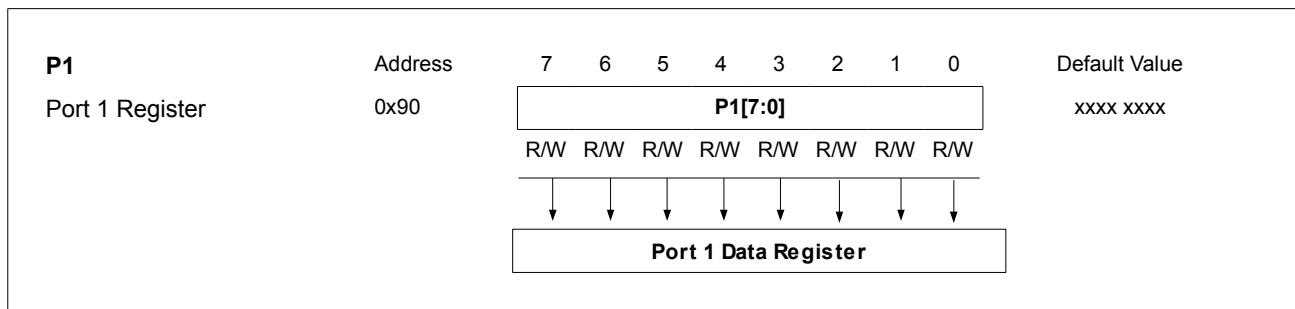 P1 Address 7 6 5 4 3 2 1 0 Default Value
Port 1 Register 0x90 P1[7:0] xxxx xxxx
R/W R/W R/W R/W R/W R/W R/W R/W
Port 1 Data Register